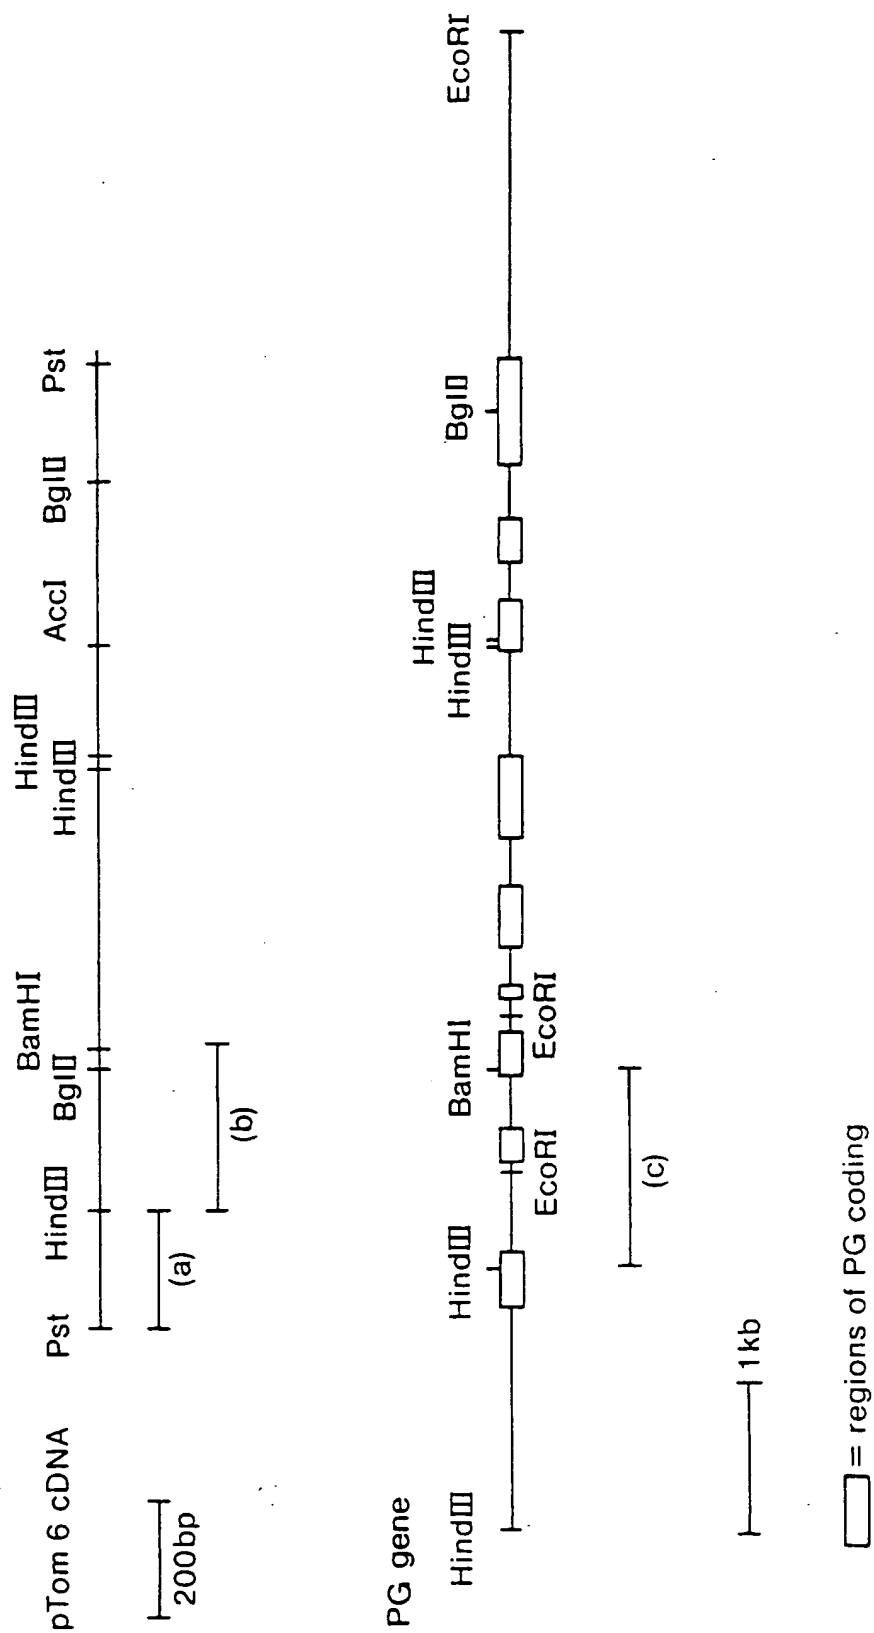 pTom 6 cDNA
Pst
HindIII
BglII
BamHI
HindIII
HindIII
AccI
BglII
Pst
200bp
(a)
(b)
PG gene
HindIII
HindIII
EcoRI
BamHI
EcoRI
HindIII
HindIII
BglII
EcoRI
(c)
1kb
= regions of PG coding